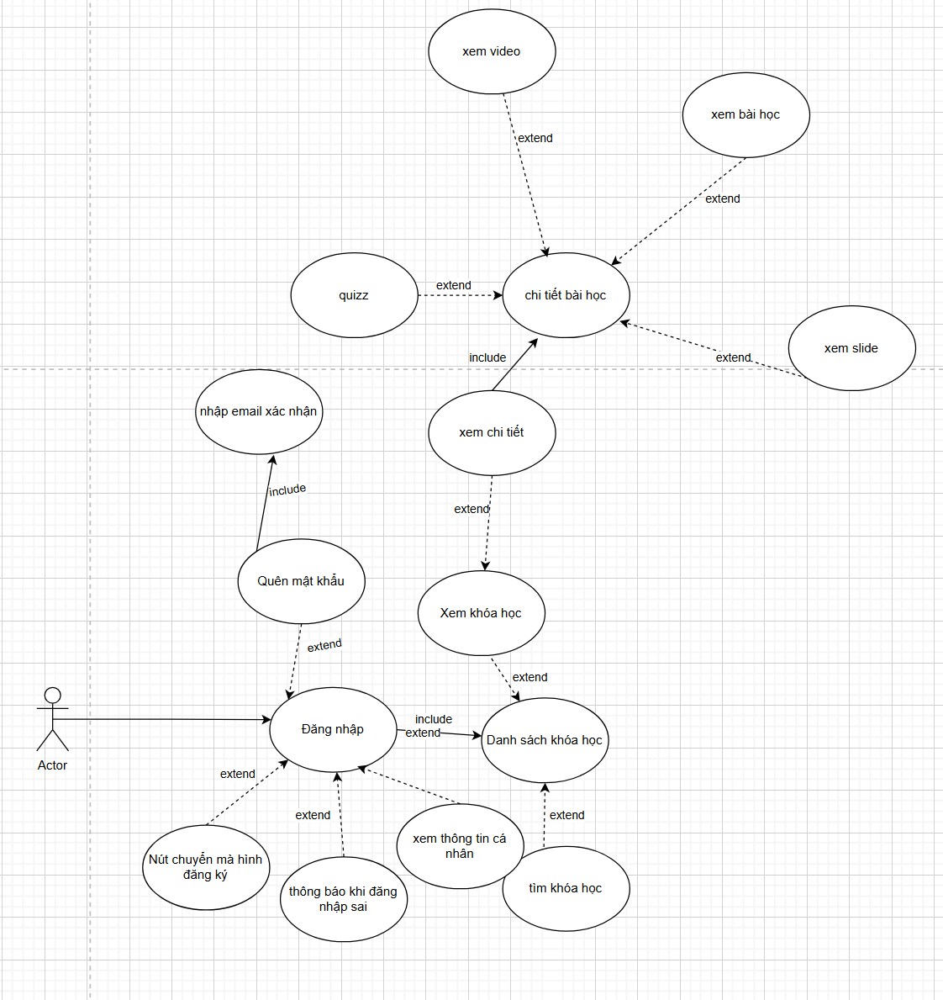 xem video
xem bài học
extend
extend
quizz
extend
chi tiết bài học
xem slide
include
extend
nhập email xác nhận
xem chi tiết
include
extend
Quên mật khẩu
Xem khóa học
extend
extend
Đăng nhập
include
extend
Danh sách khóa học
Actor
extend
extend
extend
xem thông tin cá
nhân
Nút chuyển mà hình
đăng ký
thông báo khi đăng
nhập sai
tìm khóa học